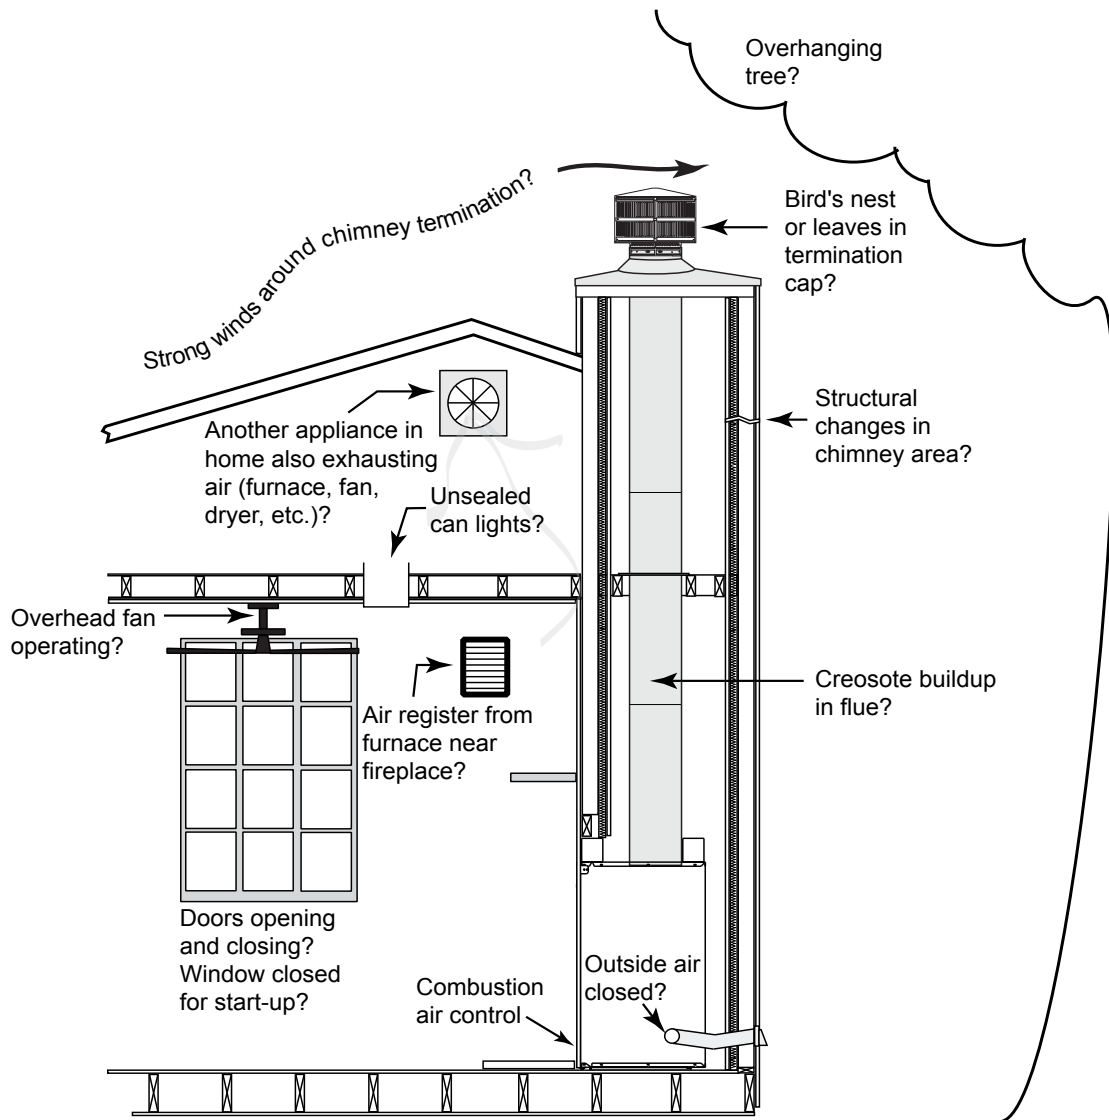 Overhanging
tree?
Strong winds around chimney termination?
Bird's nest
or leaves in
termination
cap?
Another appliance in
home also exhausting
air (furnace, fan,
dryer, etc.)?
Structural
changes in
chimney area?
Unsealed
can lights?
Overhead fan
operating?
Air register from
furnace near
fireplace?
Creosote buildup
in flue?
Doors opening
and closing?
Window closed
for start-up?
Combustion
air control
Outside air
closed?